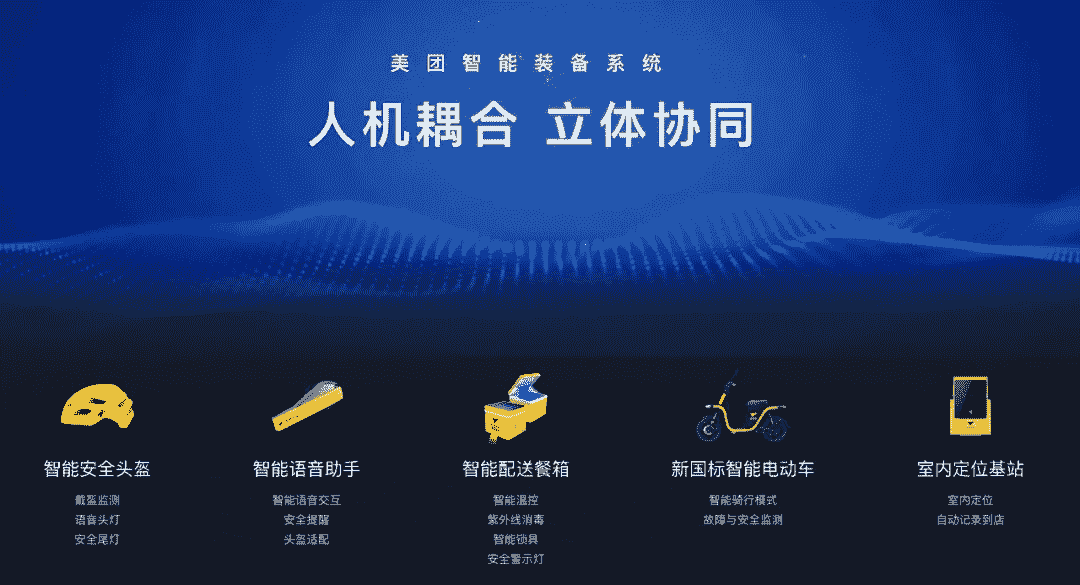 美团智能装备系统
人机耦合 立体协同
智能安全头盔
戴盔监测
语音头灯
安全尾灯
智能语音助手
智能语音交互
安全提醒
头盔适配
智能配送餐箱
智能温控
紫外线消毒
智能锁具
安全警示灯
新国标智能电动车
智能骑行模式
故障与安全监测
室内定位基站
室内定位
自动记录到店